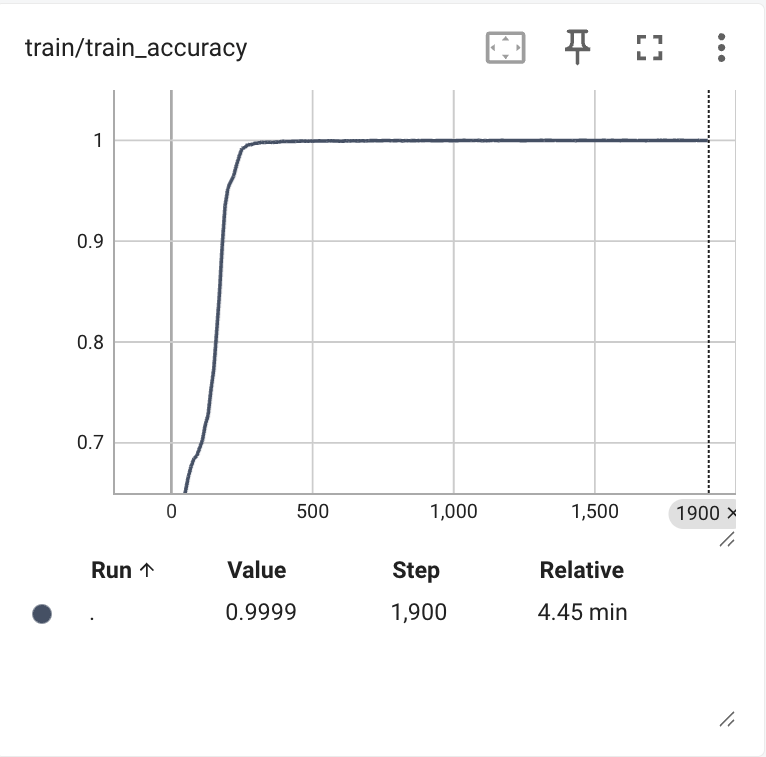 train/train_accuracy
1
0.9
0.8
0.7
0 500 1,000 1,500 1900 ×
Run ↑ Value Step Relative
. 0.9999 1,900 4.45 min